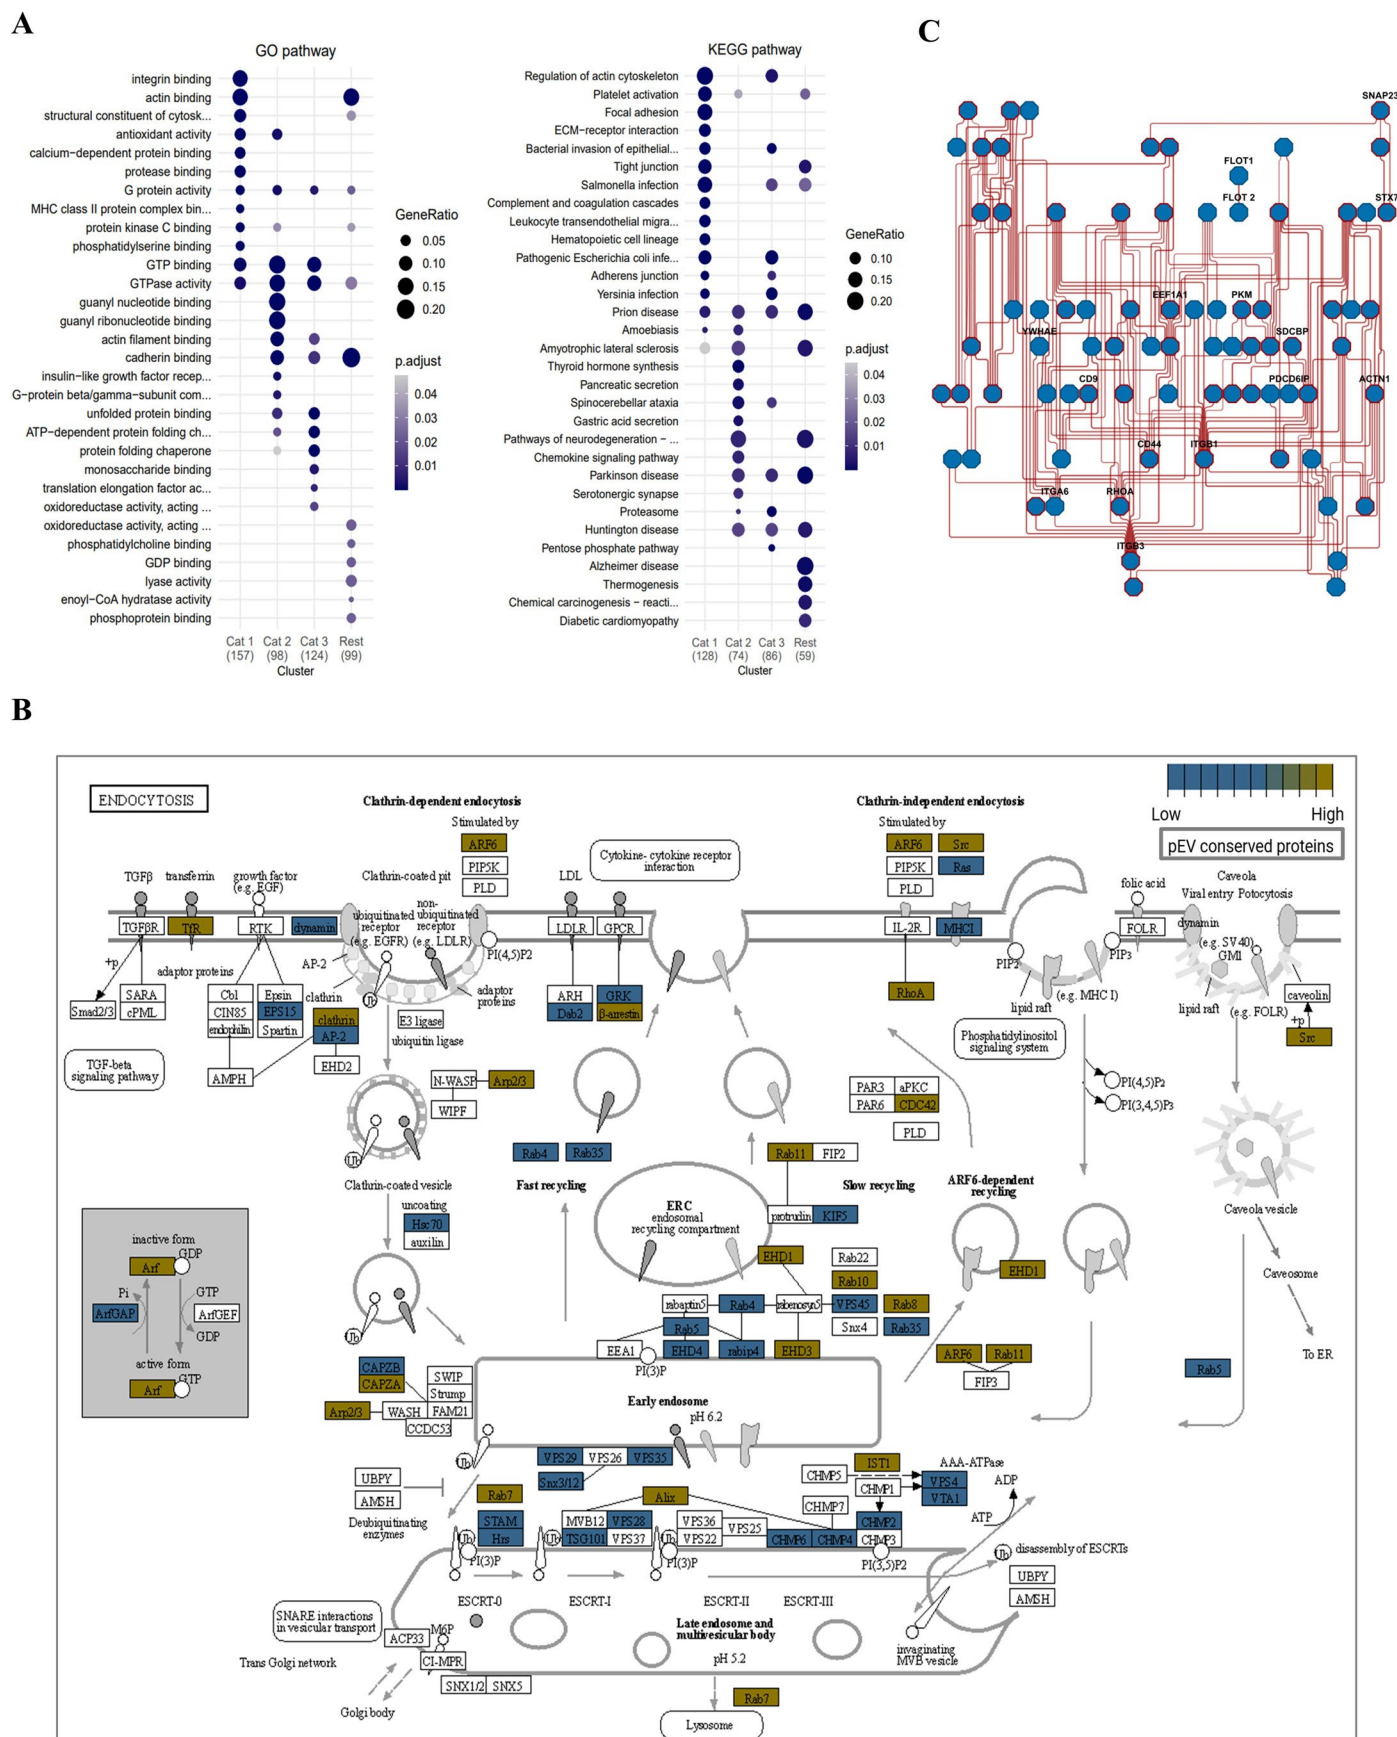 A
GO pathway
integrin binding
actin binding
structural constituent of cytosk...
antioxidant activity
calcium-dependent protein binding
protease binding
G protein activity
MHC class II protein complex bin...
protein kinase C binding
phosphatidylserine binding
GTP binding
GTPase activity
guanyl nucleotide binding
guanyl ribonucleotide binding
actin filament binding
cadherin binding
insulin−like growth factor recep...
G−protein beta/gamma−subunit com...
unfolded protein binding
ATP−dependent protein folding ch...
protein folding chaperone
monosaccharide binding
translation elongation factor ac...
oxidoreductase activity, acting ...
oxidoreductase activity, acting ...
phosphatidylcholine binding
GDP binding
lyase activity
enoyl−CoA hydratase activity
phosphoprotein binding
Cat 1 Cat 2 Cat 3 Rest
(157) (98) (124) (99)
Cluster
GeneRatio
0.05
0.10
0.15
0.20
p.adjust
0.04
0.03
0.02
0.01
KEGG pathway
Regulation of actin cytoskeleton
Platelet activation
Focal adhesion
ECM−receptor interaction
Bacterial invasion of epithelial...
Tight junction
Salmonella infection
Complement and coagulation cascades
Leukocyte transendothelial migra...
Hematopoietic cell lineage
Pathogenic Escherichia coli infe...
Adherens junction
Yersinia infection
Prion disease
Amoebiasis
Amyotrophic lateral sclerosis
Thyroid hormone synthesis
Pancreatic secretion
Spinocerebellar ataxia
Gastric acid secretion
Pathways of neurodegeneration − ...
Chemokine signaling pathway
Parkinson disease
Serotonergic synapse
Proteasome
Huntington disease
Pentose phosphate pathway
Alzheimer disease
Thermogenesis
Chemical carcinogenesis − reacti...
Diabetic cardiomyopathy
Cat 1 Cat 2 Cat 3 Rest
(128) (74) (86) (59)
Cluster
GeneRatio
0.10
0.15
0.20
p.adjust
0.04
0.03
0.02
0.01
C
SNAP23
FLOT1
FLOT 2
STX7
EEF1A1
PKM
YWHAE
SDCBP
CD9
PDCD6IP
ACTN1
CD44
ITGB1
ITGA6
RHOA
ITGB3
B
ENDOCYTOSIS
Low High
pEV conserved proteins
Clathrin-dependent endocytosis
Stimulated by
ARF6
PIP5K
PLD
Clathrin-coated pit
Cytokine- cytokine receptor
interaction
Clathrin-independent endocytosis
Stimulated by
ARF6 Src
PIP5K Ras
PLD
TGFβ transferrin growth factor
(e.g. EGF)
LDL
folic acid
Caveola
Viral entry Potocytosis
TGFβR TfR RTK dynamin
ubiquitinated
receptor
(e.g. EGFR)
non-
ubiquitinated
receptor
(e.g. LDLR)
PI(4,5)P2
LDLR GPCR
IL-2R MHCI
FOLR
dynamin
(e.g. SV40)
GM1
+p
adaptor proteins
AP-2
adaptor
proteins
PIP2 PIP3
lipid raft (e.g. MHC I)
lipid raft (e.g. FOLR)
caveolin
+p
Src
Smad2/3
SARA
cPML
Cbl
CIN85
endophilin
Epsin
EPS15
Spartin
clathrin
clathrin
AP-2
EHD2
AMPH
Ub
E3 ligase
ubiquitin ligase
ARH
Dab2
GRK
β-arrestin
RhoA
TGF-beta
signaling pathway
Phosphatidylinositol
signaling system
N-WASP Arp2/3
WIPF
PAR3 aPKC
PAR6 CDC42
PLD
PI(4,5)P2
PI(3,4,5)P3
Ub
Clathrin-coated vesicle
uncoating
Hsc70
auxilin
Rab4 Rab35
Fast recycling
Rab11 FIP2
Slow recycling
protrudin KIF5
ERC
endosomal
recycling compartment
ARF6-dependent
recycling
EHD1
Caveola vesicle
Caveosome
To ER
Rab5
inactive form
Arf GDP
Pi GTP
ArfGAP ArfGEF
GDP
active form
Arf GTP
Ub
EHD1
Rab22
Rab10
rabaptin5 Rab4 rabenosyn5 VPS45 Rab8
Rab5 Snx4 Rab35
EEA1 EHD4 rabip4 EHD3
PI(3)P
ARF6 Rab11
FIP3
CAPZB
CAPZA
SWIP
Strump
Arp2/3 WASH FAM21
CCDC53
Early endosome
pH 6.2
Ub
VPS29 VPS26 VPS35
Snx3/12
UBPY
AMSH
Deubiquitinating
enzymes
Rab7
STAM
Hrs
Ub
PI(3)P
Alix
MVB12 VPS28
TSG101 VPS37
Ub
VPS36
VPS22
VPS25
Ub
PI(3)P
CHMP5
IST1
CHMP1
CHMP7
CHMP2
CHMP6 CHMP4 CHMP3
PI(3,5)P2
AAA-ATPase
VPS4
VTA1
ADP
ATP
Ub
disassembly of ESCRTs
UBPY
AMSH
ESCRT-0 ESCRT-I ESCRT-II ESCRT-III
SNARE interactions
in vesicular transport
ACP33
M6P
CI-MPR
Trans Golgi network
SNX1/2 SNX5
Golgi body
Late endosome and
multivesicular body
pH 5.2
invaginating
MVB vesicle
Rab7
Lysosome